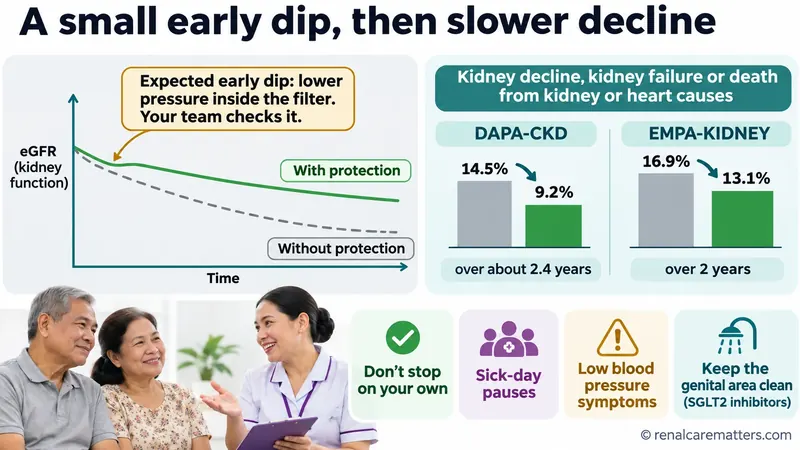 A small early dip, then slower decline
Expected early dip: lower
pressure inside the filter.
Your team checks it.
eGFR
(kidney
function)
With protection
Without protection
Time
Kidney decline, kidney failure or death
from kidney or heart causes
DAPA-CKD
14.5%
9.2%
over about 2.4 years
EMPA-KIDNEY
16.9%
13.1%
over 2 years
Don't stop
on your own
Sick-day
pauses
Low blood
pressure
symptoms
Keep the
genital area clean
(SGLT2 inhibitors)
© renalcarematters.com